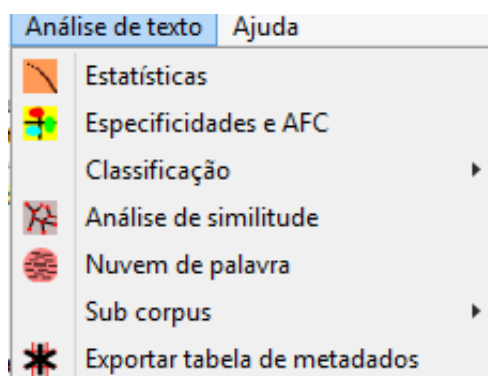 Análise de texto Ajuda
Estatísticas
Especificidades e AFC
Classificação
Análise de similitude
Nuvem de palavra
Sub corpus
Exportar tabela de metadados